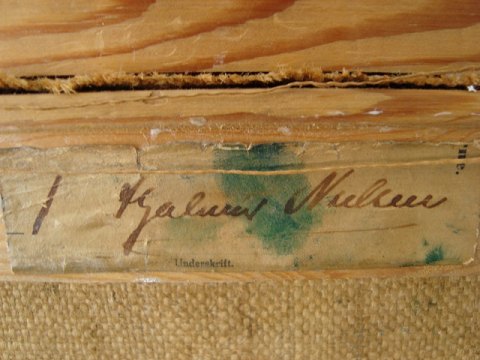 Hjalmar Nielsen
Underskrift.